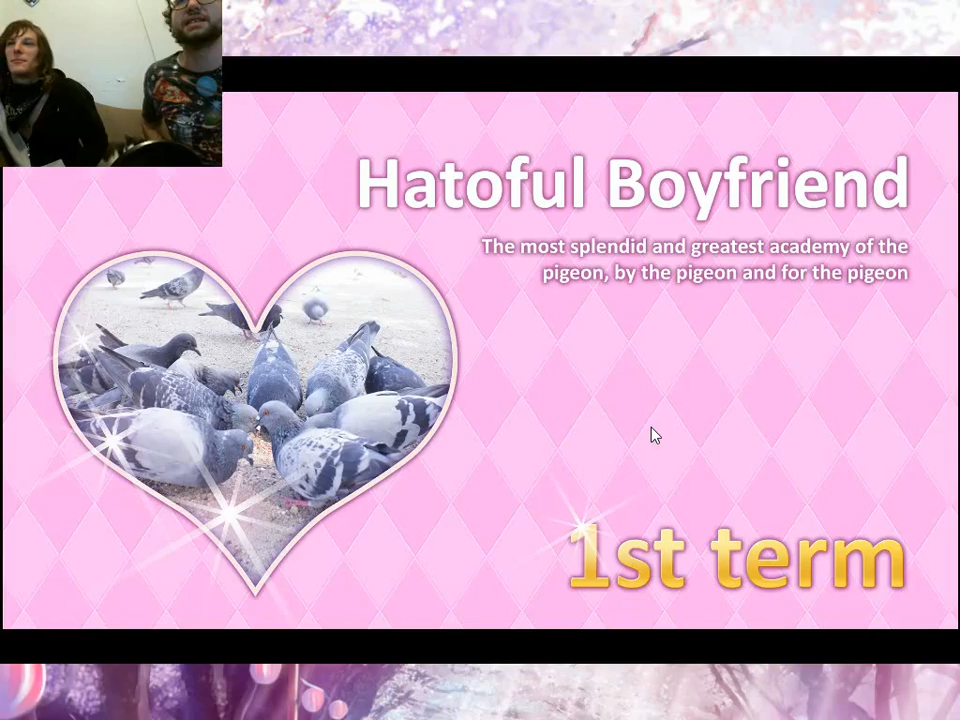 Hatoful Boyfriend
The most splendid and greatest academy of the
pigeon, by the pigeon and for the pigeon
1st term